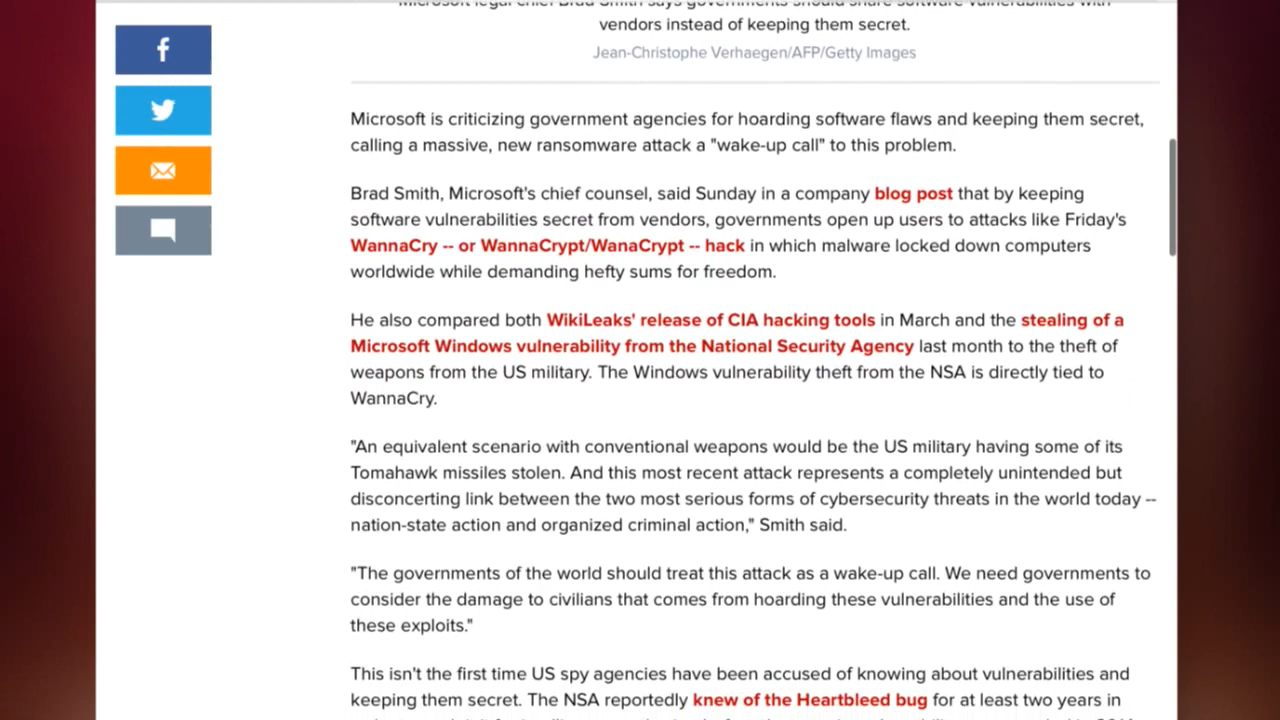 Microsoft legal chief Brad Smith says governments should share software vulnerabilities with
vendors instead of keeping them secret.
Jean-Christophe Verhaegen/AFP/Getty Images
Microsoft is criticizing government agencies for hoarding software flaws and keeping them secret,
calling a massive, new ransomware attack a "wake-up call" to this problem.
Brad Smith, Microsoft's chief counsel, said Sunday in a company blog post that by keeping
software vulnerabilities secret from vendors, governments open up users to attacks like Friday's
WannaCry -- or WannaCrypt/WanaCrypt -- hack in which malware locked down computers
worldwide while demanding hefty sums for freedom.
He also compared both WikiLeaks' release of CIA hacking tools in March and the stealing of a
Microsoft Windows vulnerability from the National Security Agency last month to the theft of
weapons from the US military. The Windows vulnerability theft from the NSA is directly tied to
WannaCry.
"An equivalent scenario with conventional weapons would be the US military having some of its
Tomahawk missiles stolen. And this most recent attack represents a completely unintended but
disconcerting link between the two most serious forms of cybersecurity threats in the world today --
nation-state action and organized criminal action," Smith said.
"The governments of the world should treat this attack as a wake-up call. We need governments to
consider the damage to civilians that comes from hoarding these vulnerabilities and the use of
these exploits."
This isn't the first time US spy agencies have been accused of knowing about vulnerabilities and
keeping them secret. The NSA reportedly knew of the Heartbleed bug for at least two years in